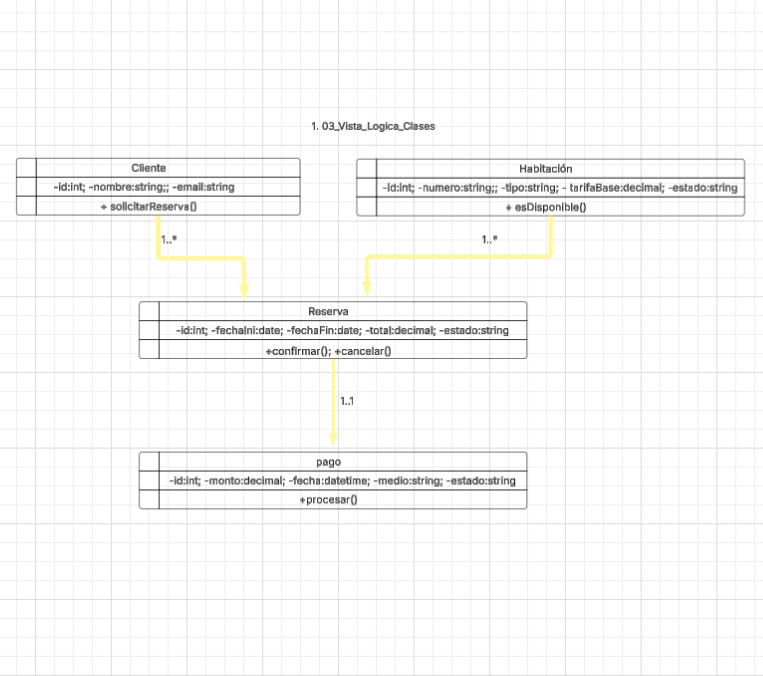 1. 03_Vista_Logica_Clases
Cliente
-id:int; -nombre:string;; -email:string
+ solicitarReserva()
Habitación
-id:int; -numero:string;; -tipo:string; - tarifaBase:decimal; -estado:string
+ esDisponible()
1..*
1..*
Reserva
-id:int; -fechaIni:date; -fechaFin:date; -total:decimal; -estado:string
+confirmar(); +cancelar()
1..1
pago
-id:int; -monto:decimal; -fecha:datetime; -medio:string; -estado:string
+procesar()